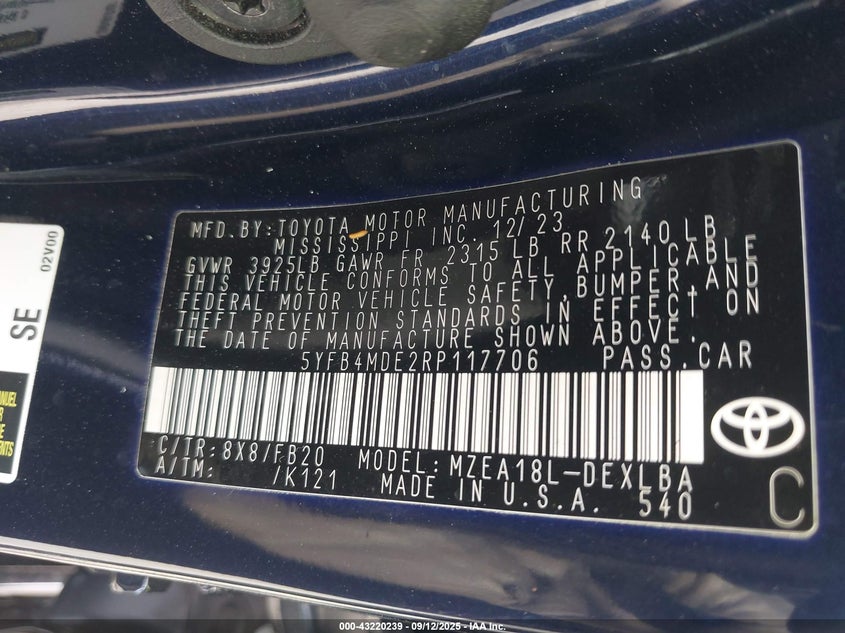 MFD.BY:TOYOTA MOTOR MANUFACTURING
MISSISSIPPI INC. 12/23
GVWR 3925LB GAWR FR 2315 LB RR 2140 LB
THIS VEHICLE CONFORMS TO ALL APPLICABLE
FEDERAL MOTOR VEHICLE SAFETY,BUMPER,AND
THEFT PREVENTION STANDARDS IN EFFECT ON
THE DATE OF MANUFACTURE SHOWN ABOVE.
5YFB4MDE2RP117706 PASS.CAR
C/TR:8X8/FB20 MODEL:MZEA18L-DEXLBA
A/TM: /K121 MADE IN U.S.A. 540
C
02V00
SE
000-43220239 - 09/12/2025 - © Insurance Auto Auctions, Inc.